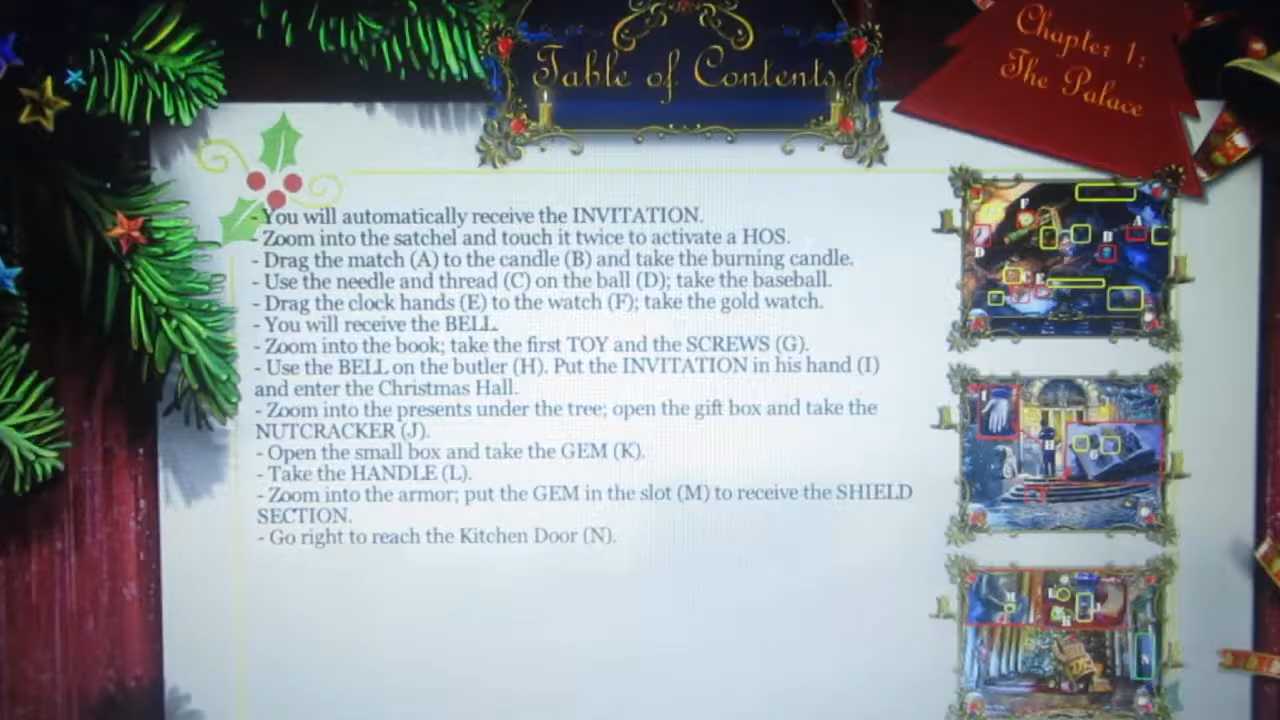 Table of Contents
Chapter 1:
The Palace
- You will automatically receive the INVITATION.
- Zoom into the satchel and touch it twice to activate a HOS.
- Drag the match (A) to the candle (B) and take the burning candle.
- Use the needle and thread (C) on the ball (D); take the baseball.
- Drag the clock hands (E) to the watch (F); take the gold watch.
- You will receive the BELL.
- Zoom into the book; take the first TOY and the SCREWS (G).
- Use the BELL on the butler (H). Put the INVITATION in his hand (I)
and enter the Christmas Hall.
- Zoom into the presents under the tree; open the gift box and take the
NUTCRACKER (J).
- Open the small box and take the GEM (K).
- Take the HANDLE (L).
- Zoom into the armor; put the GEM in the slot (M) to receive the SHIELD
SECTION.
- Go right to reach the Kitchen Door (N).